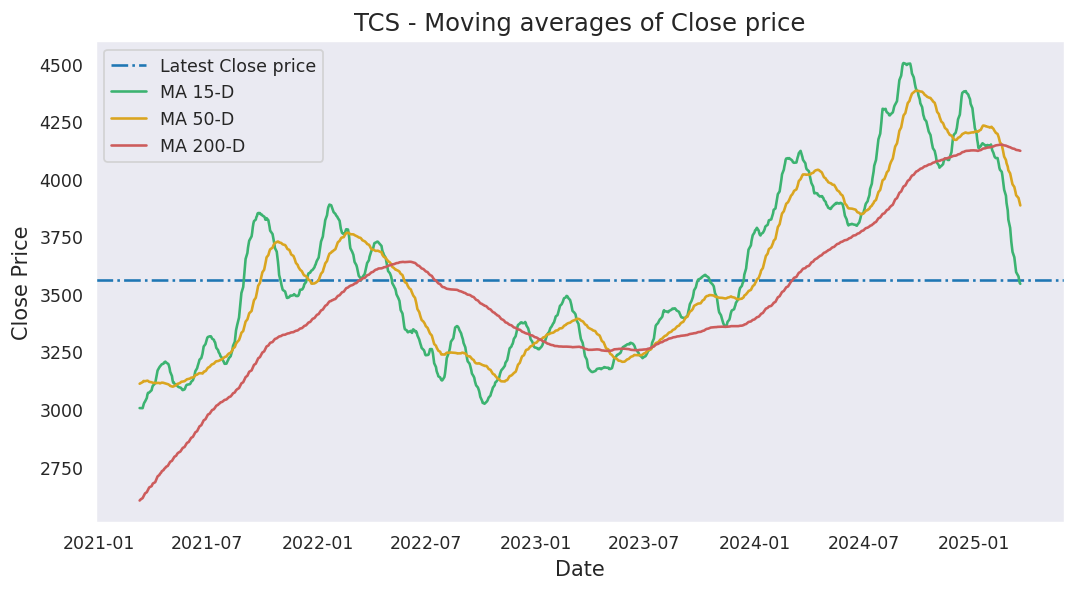 TCS - Moving averages of Close price
Latest Close price
MA 15-D
MA 50-D
MA 200-D
Close Price
4500
4250
4000
3750
3500
3250
3000
2750
2021-01 2021-07 2022-01 2022-07 2023-01 2023-07 2024-01 2024-07 2025-01
Date